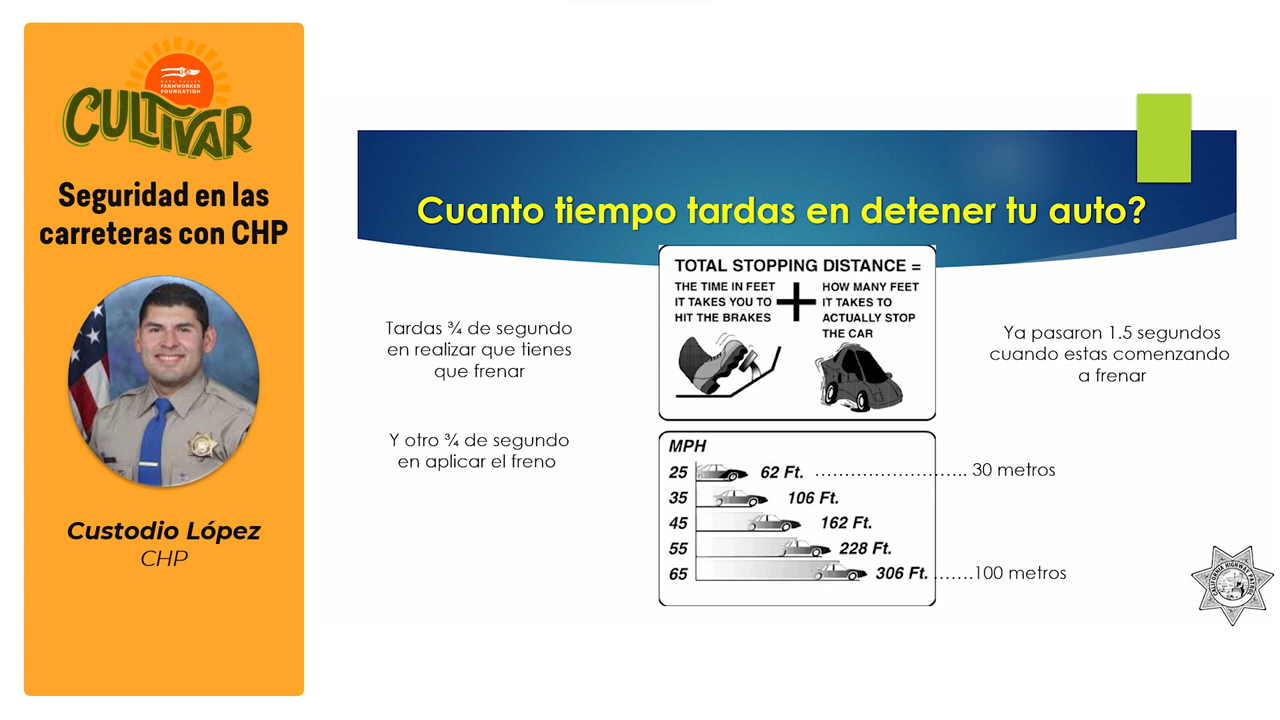 NAPA VALLEY
FARMWORKER
FOUNDATION
CULTIVAR
Seguridad en las
carreteras con CHP
Custodio López
CHP
Cuanto tiempo tardas en detener tu auto?
Tardas ¾ de segundo
en realizar que tienes
que frenar
Y otro ¾ de segundo
en aplicar el freno
TOTAL STOPPING DISTANCE =
THE TIME IN FEET
IT TAKES YOU TO
HIT THE BRAKES
+
HOW MANY FEET
IT TAKES TO
ACTUALLY STOP
THE CAR
MPH
25 62 Ft. .......................... 30 metros
35 106 Ft.
45 162 Ft.
55 228 Ft.
65 306 Ft. .......100 metros
Ya pasaron 1.5 segundos
cuando estas comenzando
a frenar
CALIFORNIA HIGHWAY PATROL